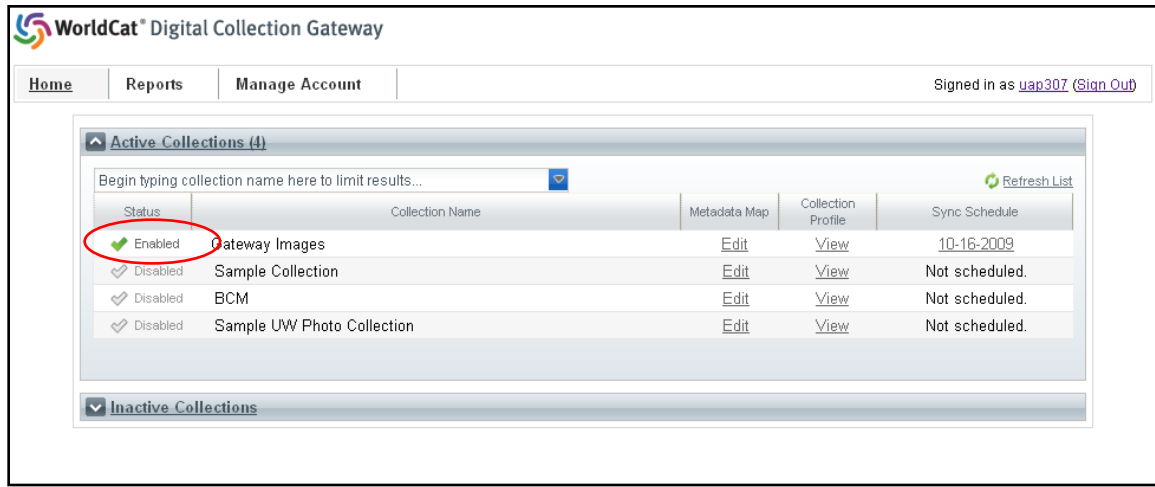 WorldCat® Digital Collection Gateway
Home Reports Manage Account Signed in as uap307 (Sign Out)
Active Collections (4)
Begin typing collection name here to limit results... Refresh List
Status Collection Name Metadata Map Collection Profile Sync Schedule
Enabled Gateway Images Edit View 10-16-2009
Disabled Sample Collection Edit View Not scheduled.
Disabled BCM Edit View Not scheduled.
Disabled Sample UW Photo Collection Edit View Not scheduled.
Inactive Collections